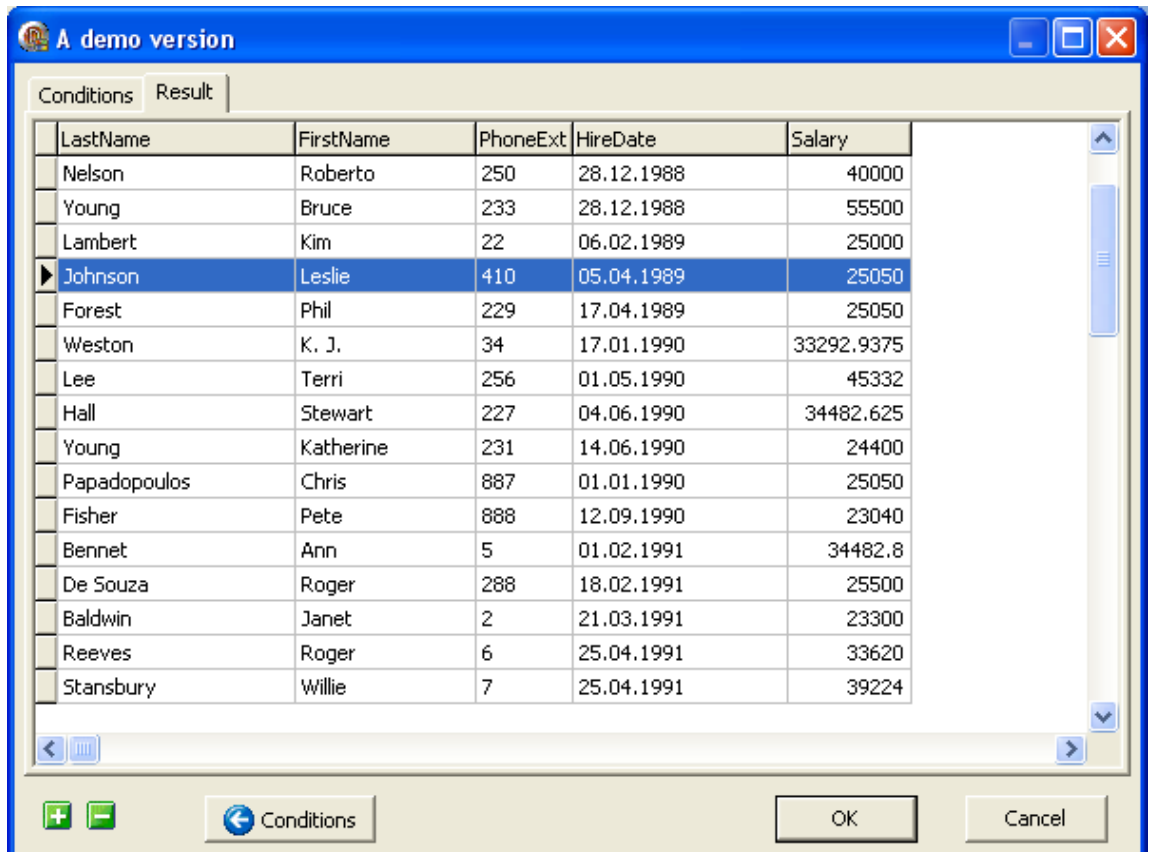 A demo version
Conditions Result
LastName FirstName PhoneExt HireDate Salary
Nelson Roberto 250 28.12.1988 40000
Young Bruce 233 28.12.1988 55500
Lambert Kim 22 06.02.1989 25000
Johnson Leslie 410 05.04.1989 25050
Forest Phil 229 17.04.1989 25050
Weston K. J. 34 17.01.1990 33292.9375
Lee Terri 256 01.05.1990 45332
Hall Stewart 227 04.06.1990 34482.625
Young Katherine 231 14.06.1990 24400
Papadopoulos Chris 887 01.01.1990 25050
Fisher Pete 888 12.09.1990 23040
Bennet Ann 5 01.02.1991 34482.8
De Souza Roger 288 18.02.1991 25500
Baldwin Janet 2 21.03.1991 23300
Reeves Roger 6 25.04.1991 33620
Stansbury Willie 7 25.04.1991 39224
Conditions OK Cancel